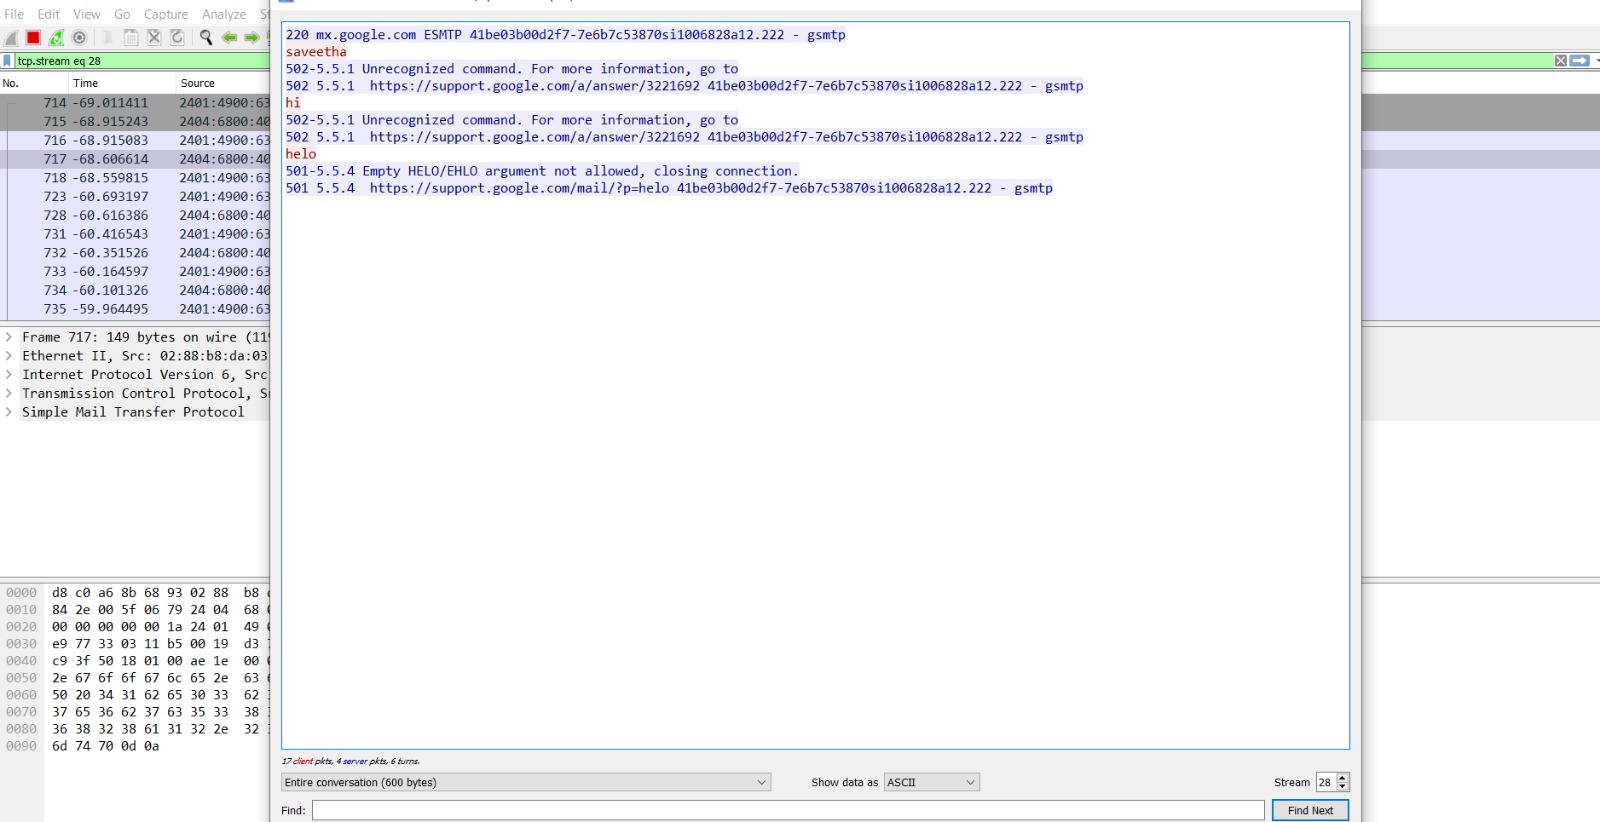 File Edit View Go Capture Analyze
tcp.stream eq 28
No. Time Source
714 -69.011411 2401:4900:63
715 -68.915243 2404:6800:40
716 -68.915083 2401:4900:63
717 -68.606614 2404:6800:40
718 -68.559815 2401:4900:63
723 -60.693197 2401:4900:63
728 -60.616386 2404:6800:40
731 -60.416543 2401:4900:63
732 -60.351526 2404:6800:40
733 -60.164597 2401:4900:63
734 -60.101326 2404:6800:40
735 -59.964495 2401:4900:63
Frame 717: 149 bytes on wire (119
Ethernet II, Src: 02:88:b8:da:03
Internet Protocol Version 6, Src
Transmission Control Protocol, S
Simple Mail Transfer Protocol
0000 d8 c0 a6 8b 68 93 02 88 b8
0010 84 2e 00 5f 06 79 24 04 68
0020 00 00 00 00 00 1a 24 01 49
0030 e9 77 33 03 11 b5 00 19 d3
0040 c9 3f 50 18 01 00 ae 1e 00
0050 2e 67 6f 6f 67 6c 65 2e 63
0060 50 20 34 31 62 65 30 33 62
0070 37 65 36 62 37 63 35 33 38
0080 36 38 32 38 61 31 32 2e 32
0090 6d 74 70 0d 0a
220 mx.google.com ESMTP 41be03b00d2f7-7e6b7c53870si1006828a12.222 - gsmtp
saveetha
502-5.5.1 Unrecognized command. For more information, go to
502 5.5.1 https://support.google.com/a/answer/3221692 41be03b00d2f7-7e6b7c53870si1006828a12.222 - gsmtp
hi
502-5.5.1 Unrecognized command. For more information, go to
502 5.5.1 https://support.google.com/a/answer/3221692 41be03b00d2f7-7e6b7c53870si1006828a12.222 - gsmtp
helo
501-5.5.4 Empty HELO/EHLO argument not allowed, closing connection.
501 5.5.4 https://support.google.com/mail/?p=helo 41be03b00d2f7-7e6b7c53870si1006828a12.222 - gsmtp
17 client pkts, 4 server pkts, 6 turns.
Entire conversation (600 bytes) Show data as ASCII Stream 28
Find: Find Next